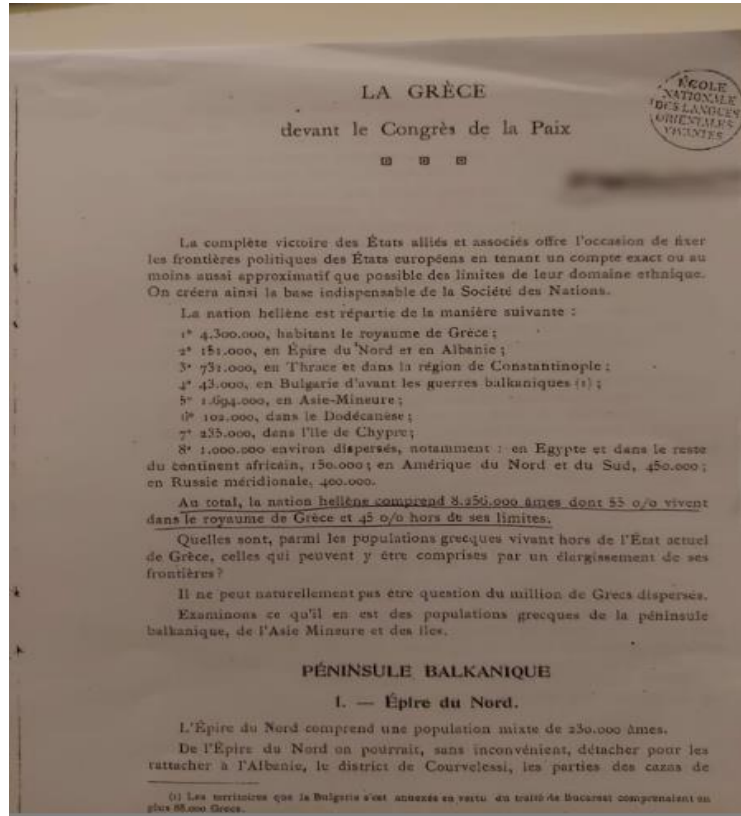 LA GRÈCE
devant le Congrès de la Paix
ÉCOLE
NATIONALE
DES LANGUES
ORIENTALES
VIVANTES
La complète victoire des États alliés et associés offre l'occasion de fixer
les frontières politiques des États européens en tenant un compte exact ou au
moins aussi approximatif que possible des limites de leur domaine ethnique.
On créera ainsi la base indispensable de la Société des Nations.
La nation hellène est répartie de la manière suivante :
1° 4.300.000, habitant le royaume de Grèce ;
2° 151.000, en Épire du Nord et en Albanie ;
3° 731.000, en Thrace et dans la région de Constantinople ;
4° 43.000, en Bulgarie d'avant les guerres balkaniques (1) ;
5° 1.694.000, en Asie-Mineure ;
6° 102.000, dans le Dodécanèse ;
7° 235.000, dans l'île de Chypre ;
8° 1.000.000 environ dispersés, notamment : en Egypte et dans le reste
du continent africain, 150.000 ; en Amérique du Nord et du Sud, 450.000 ;
en Russie méridionale, 400.000.
Au total, la nation hellène comprend 8.256.000 âmes dont 55 o/o vivent
dans le royaume de Grèce et 45 o/o hors de ses limites.
Quelles sont, parmi les populations grecques vivant hors de l'État actuel
de Grèce, celles qui peuvent y être comprises par un élargissement de ses
frontières ?
Il ne peut naturellement pas être question du million de Grecs dispersés.
Examinons ce qu'il en est des populations grecques de la péninsule
balkanique, de l'Asie Mineure et des îles.
PÉNINSULE BALKANIQUE
I. — Épire du Nord.
L'Épire du Nord comprend une population mixte de 230.000 âmes.
De l'Épire du Nord on pourrait, sans inconvénient, détacher pour les
rattacher à l'Albanie, le district de Courvelessi, les parties des cazas de
(1) Les territoires que la Bulgarie s'est annexés en vertu du traité de Bucarest comprenaient en
plus 88.000 Grecs.